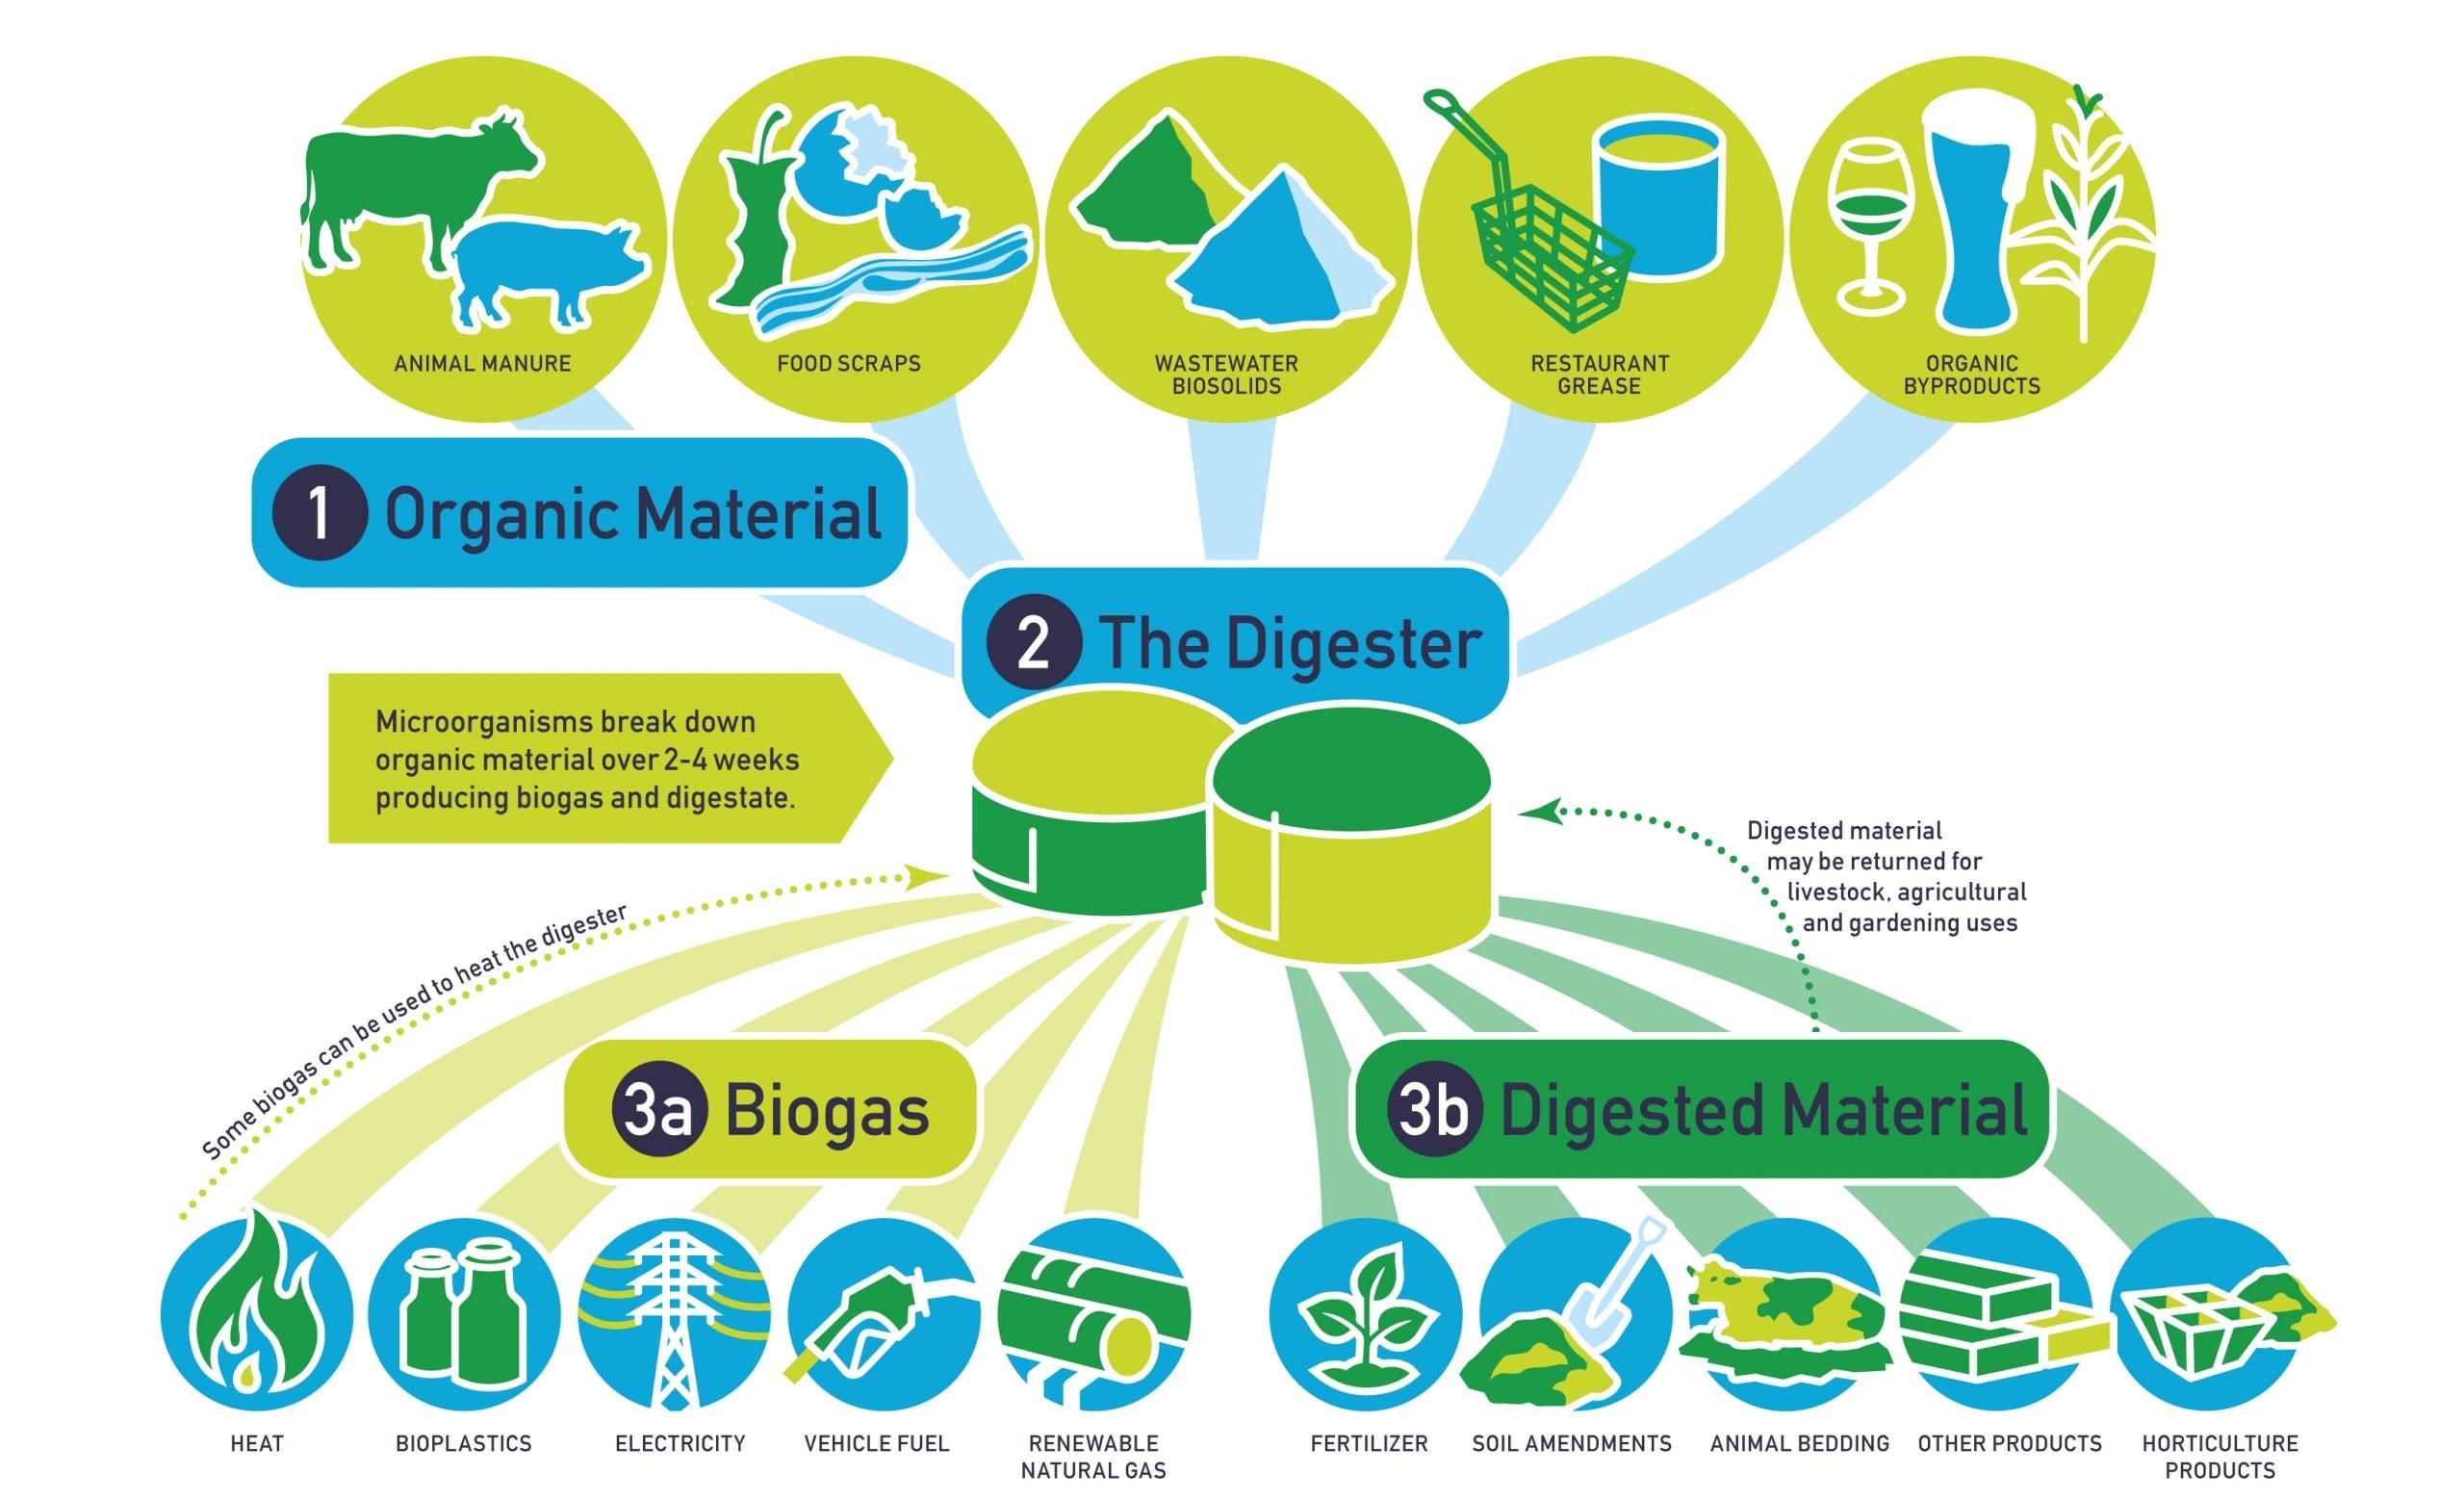 ANIMAL MANURE
FOOD SCRAPS
WASTEWATER
BIOSOLIDS
RESTAURANT
GREASE
ORGANIC
BYPRODUCTS
1 Organic Material
2 The Digester
Microorganisms break down
organic material over 2-4 weeks
producing biogas and digestate.
Digested material
may be returned for
livestock, agricultural
and gardening uses
Some biogas can be used to heat the digester
3a Biogas
3b Digested Material
HEAT
BIOPLASTICS
ELECTRICITY
VEHICLE FUEL
RENEWABLE
NATURAL GAS
FERTILIZER
SOIL AMENDMENTS
ANIMAL BEDDING
OTHER PRODUCTS
HORTICULTURE
PRODUCTS